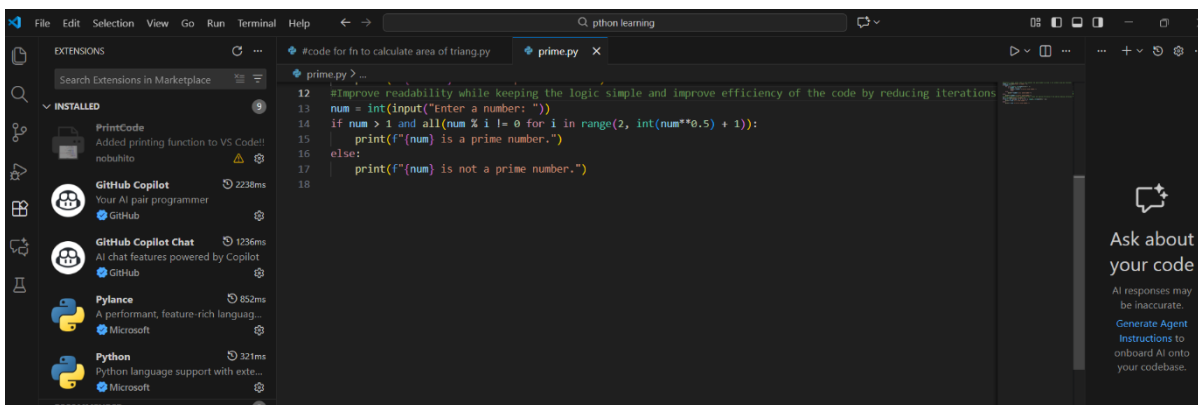 File Edit Selection View Go Run Terminal Help
pthon learning
EXTENSIONS
Search Extensions in Marketplace
INSTALLED
9
PrintCode
Added printing function to VS Code!!
nobuhito
GitHub Copilot 2238ms
Your AI pair programmer
GitHub
GitHub Copilot Chat 1236ms
AI chat features powered by Copilot
GitHub
Pylance 852ms
A performant, feature-rich languag...
Microsoft
Python 321ms
Python language support with exte...
Microsoft
#code for fn to calculate area of triang.py prime.py
prime.py > ...
12 #Improve readability while keeping the logic simple and improve efficiency of the code by reducing iterations
13 num = int(input("Enter a number: "))
14 if num > 1 and all(num % i != 0 for i in range(2, int(num**0.5) + 1)):
15 print(f"{num} is a prime number.")
16 else:
17 print(f"{num} is not a prime number.")
18
Ask about
your code
AI responses may
be inaccurate.
Generate Agent
Instructions to
onboard AI onto
your codebase.